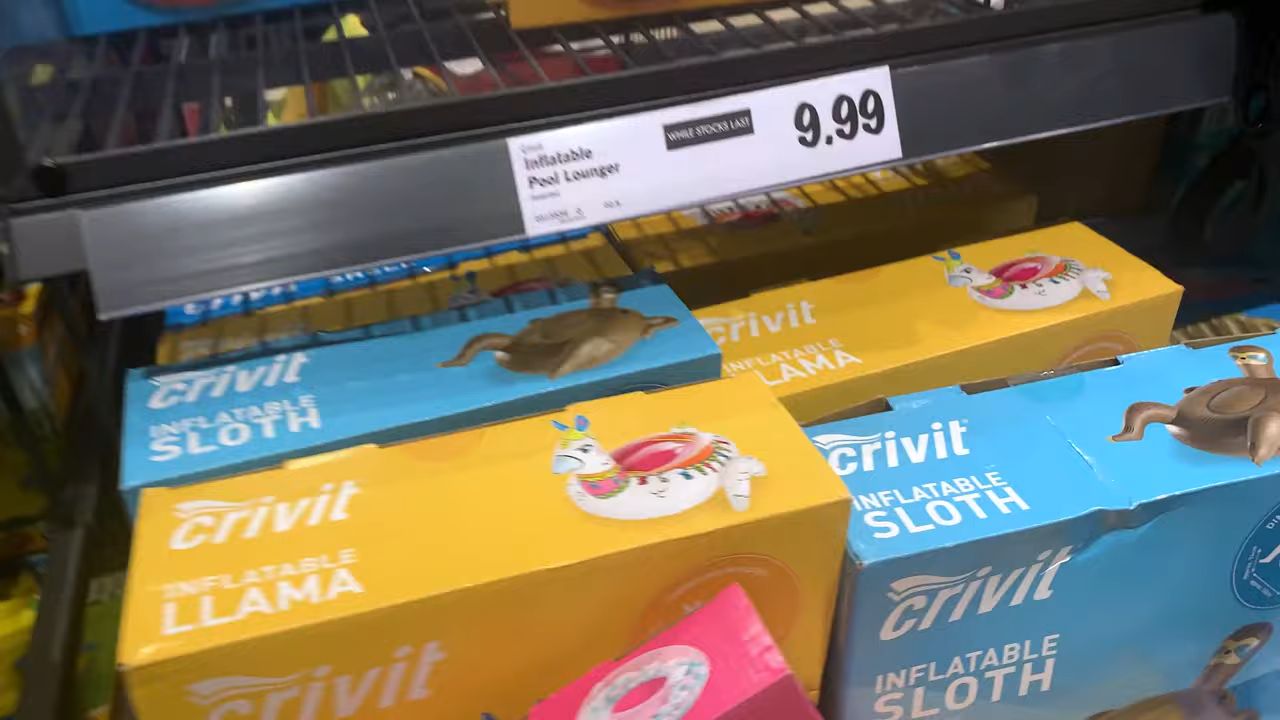 Inflatable
Pool Lounger
WHILE STOCKS LAST
9.99
crivit
INFLATABLE
SLOTH
crivit
INFLATABLE
LLAMA
crivit
INFLATABLE
LLAMA
crivit
crivit
INFLATABLE
SLOTH
crivit
INFLATABLE
SLOTH
crivit